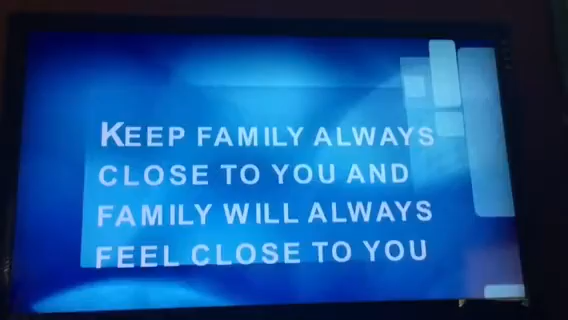 KEEP FAMILY ALWAYS
CLOSE TO YOU AND
FAMILY WILL ALWAYS
FEEL CLOSE TO YOU